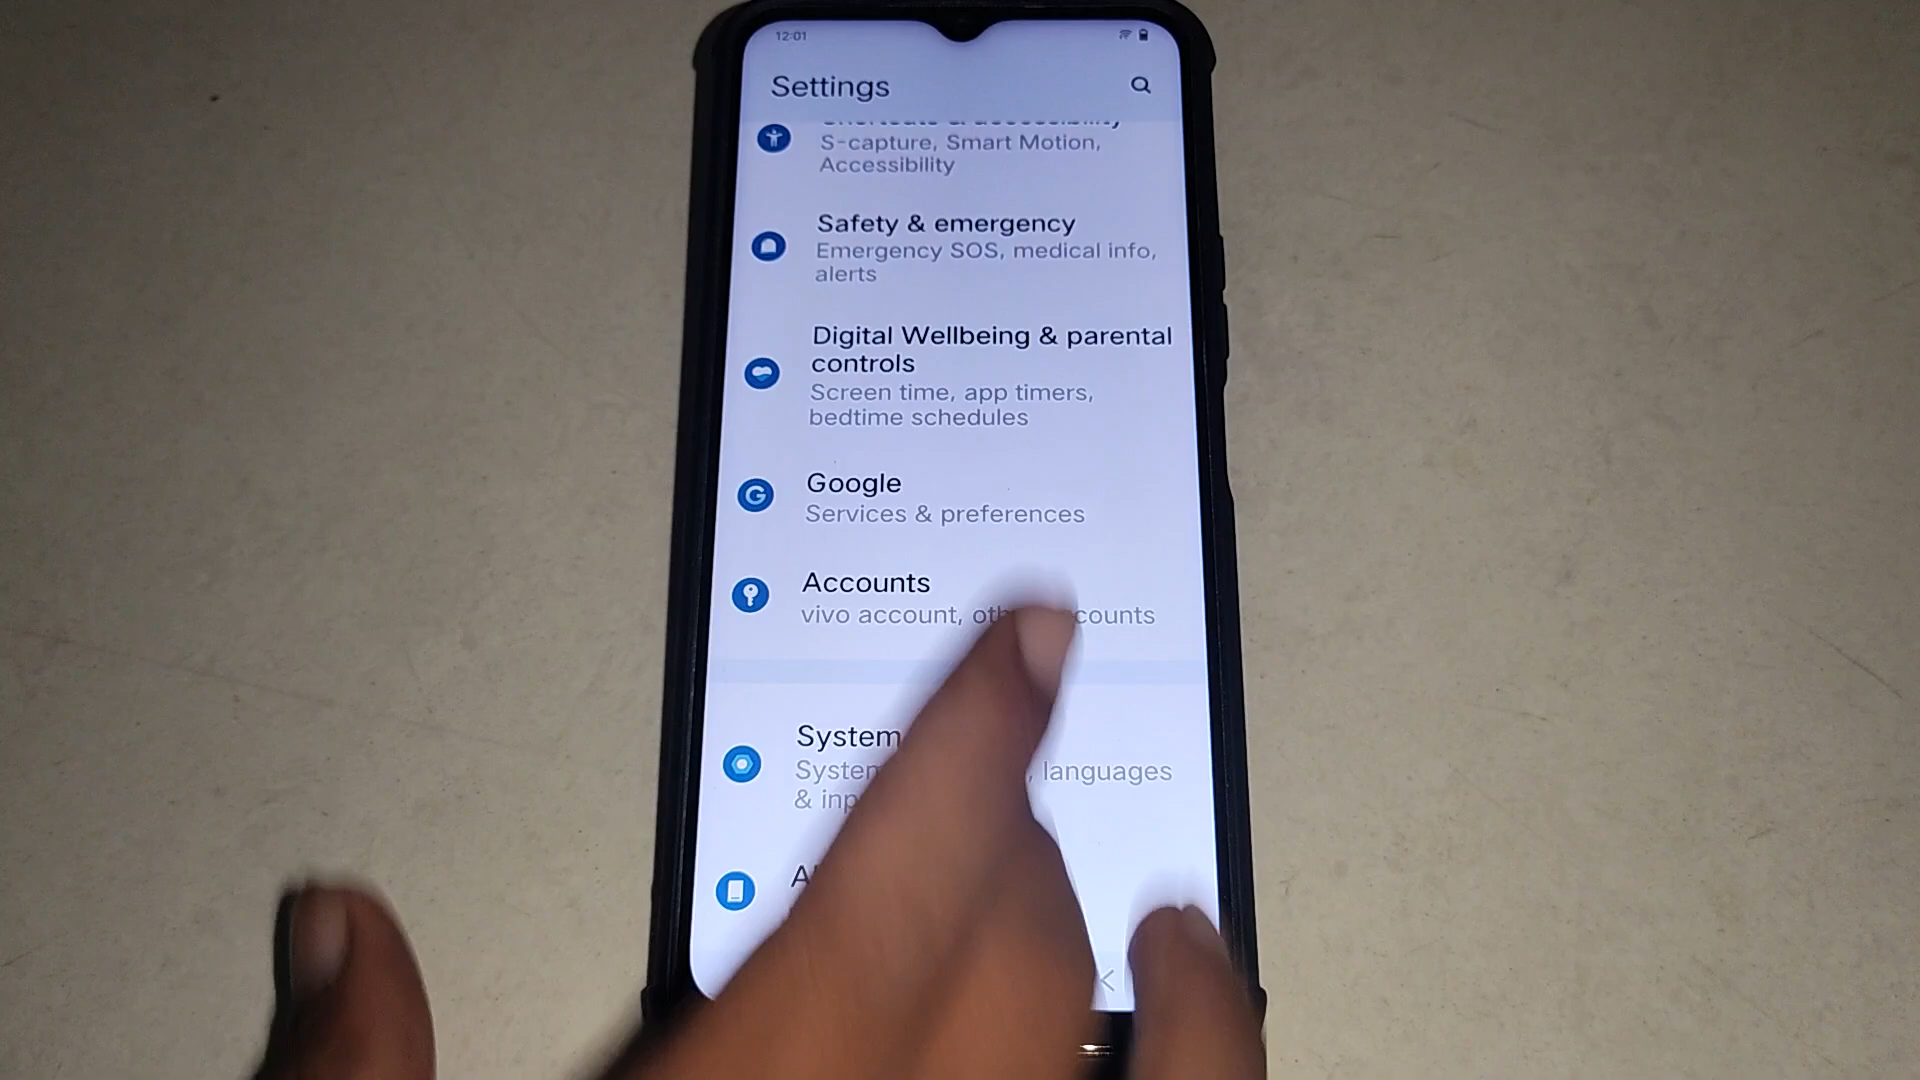 12:01
Settings
S-capture, Smart Motion,
Accessibility
Safety & emergency
Emergency SOS, medical info,
alerts
Digital Wellbeing & parental
controls
Screen time, app timers,
bedtime schedules
Google
Services & preferences
Accounts
vivo account,
System
languages
&